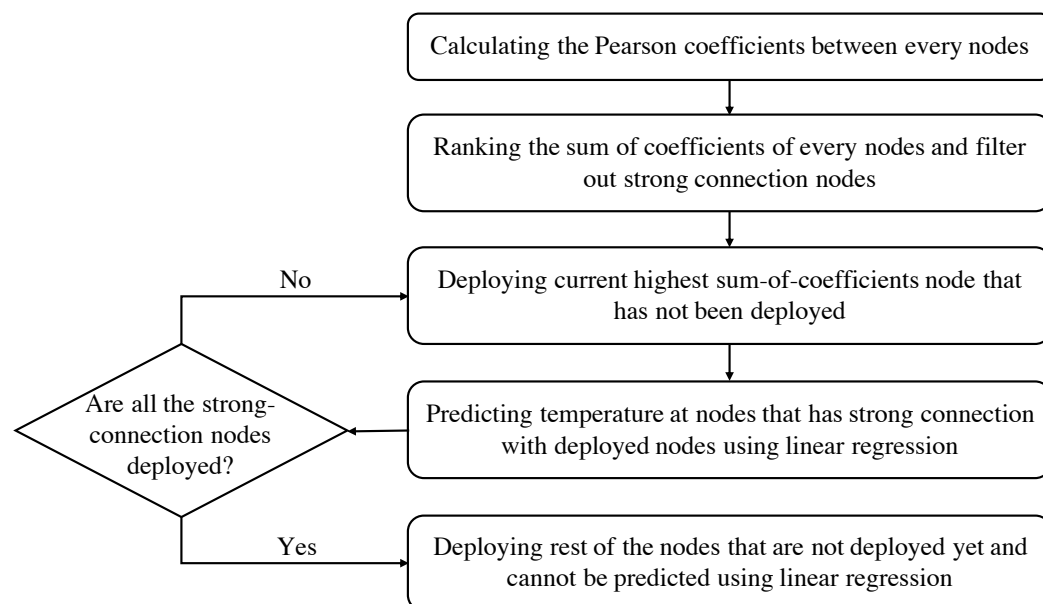 Calculating the Pearson coefficients between every nodes
Ranking the sum of coefficients of every nodes and filter
out strong connection nodes
No
Deploying current highest sum-of-coefficients node that
has not been deployed
Are all the strong-
connection nodes
deployed?
Predicting temperature at nodes that has strong connection
with deployed nodes using linear regression
Yes
Deploying rest of the nodes that are not deployed yet and
cannot be predicted using linear regression